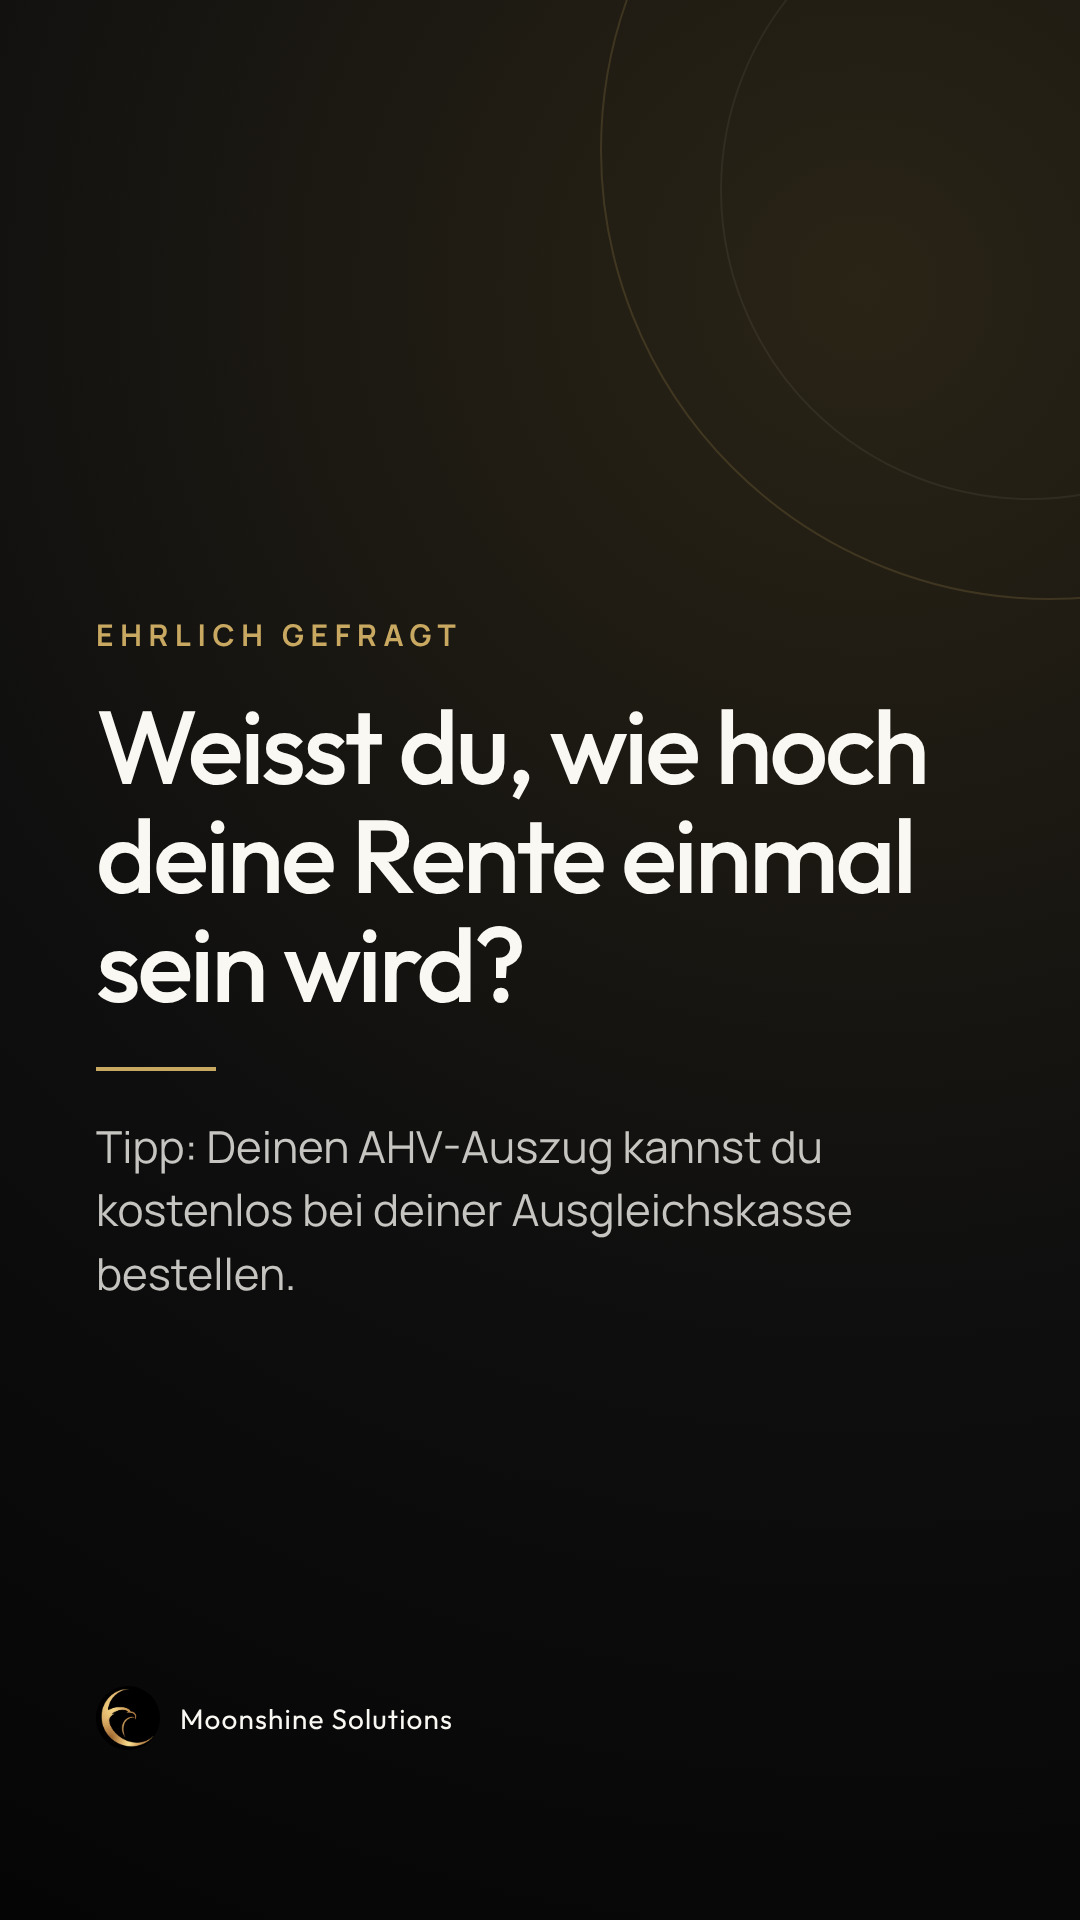 EHRLICH GEFRAGT
Weisst du, wie hoch
deine Rente einmal
sein wird?
Tipp: Deinen AHV-Auszug kannst du
kostenlos bei deiner Ausgleichskasse
bestellen.
Moonshine Solutions